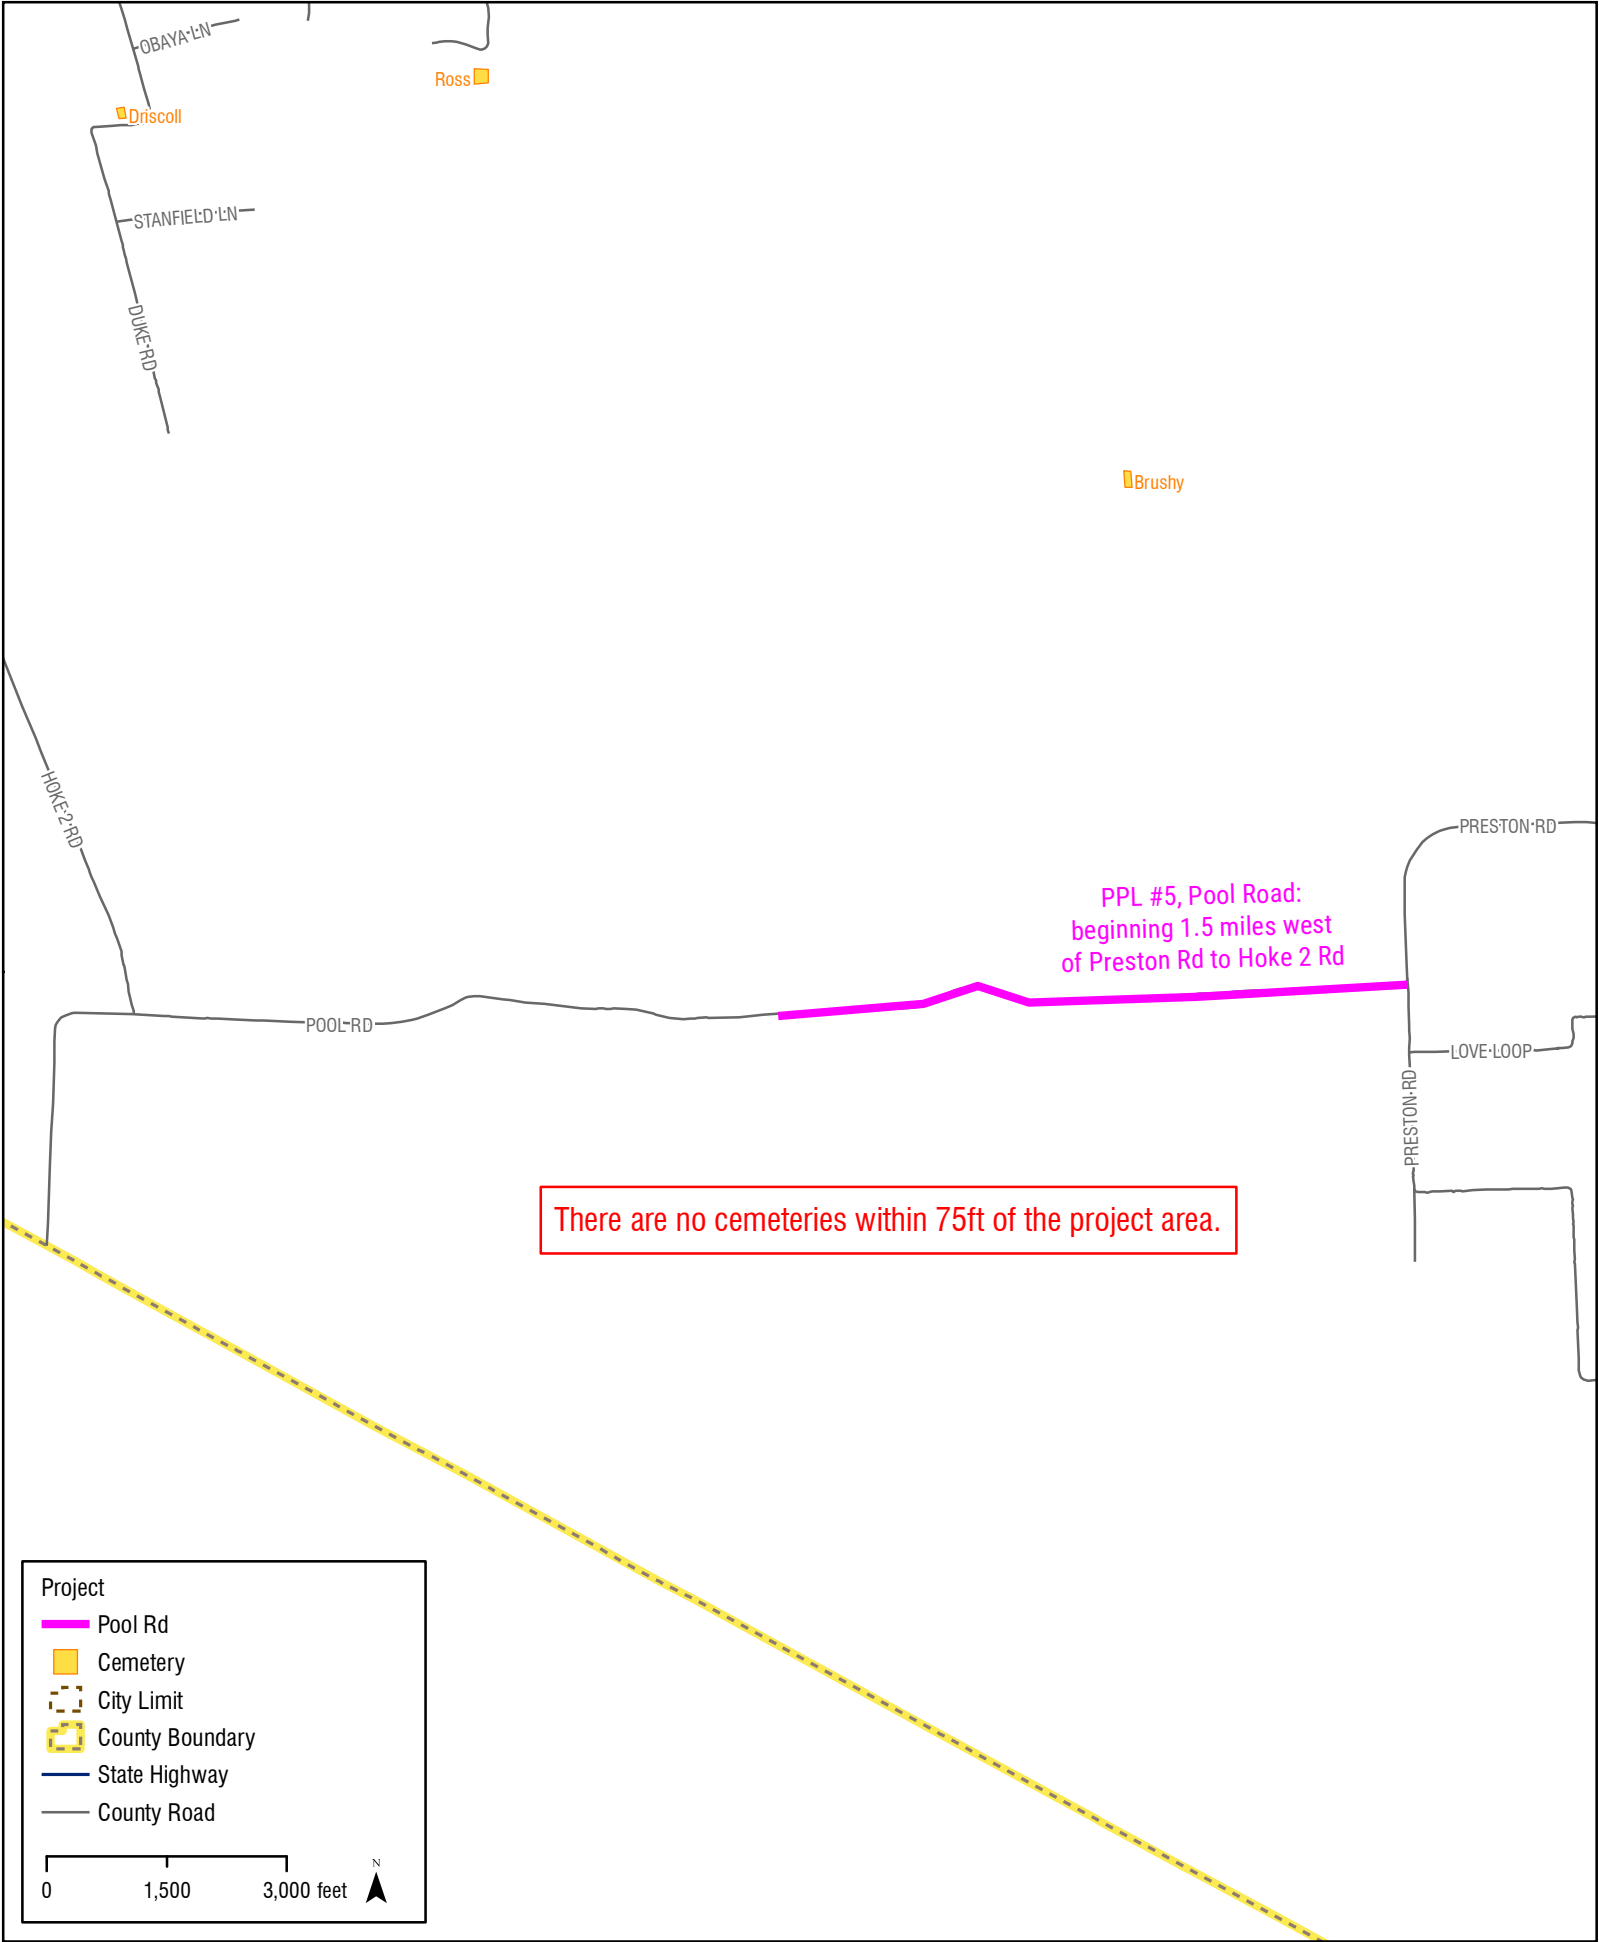 OBAYA LN
Ross
Driscoll
STANFIELD LN
DUKE RD
Brushy
HOKE 2 RD
PRESTON RD
PPL #5, Pool Road:
beginning 1.5 miles west
of Preston Rd to Hoke 2 Rd
POOL RD
LOVE LOOP
PRESTON RD
There are no cemeteries within 75ft of the project area.
Project
Pool Rd
Cemetery
City Limit
County Boundary
State Highway
County Road
N
0 1,500 3,000 feet